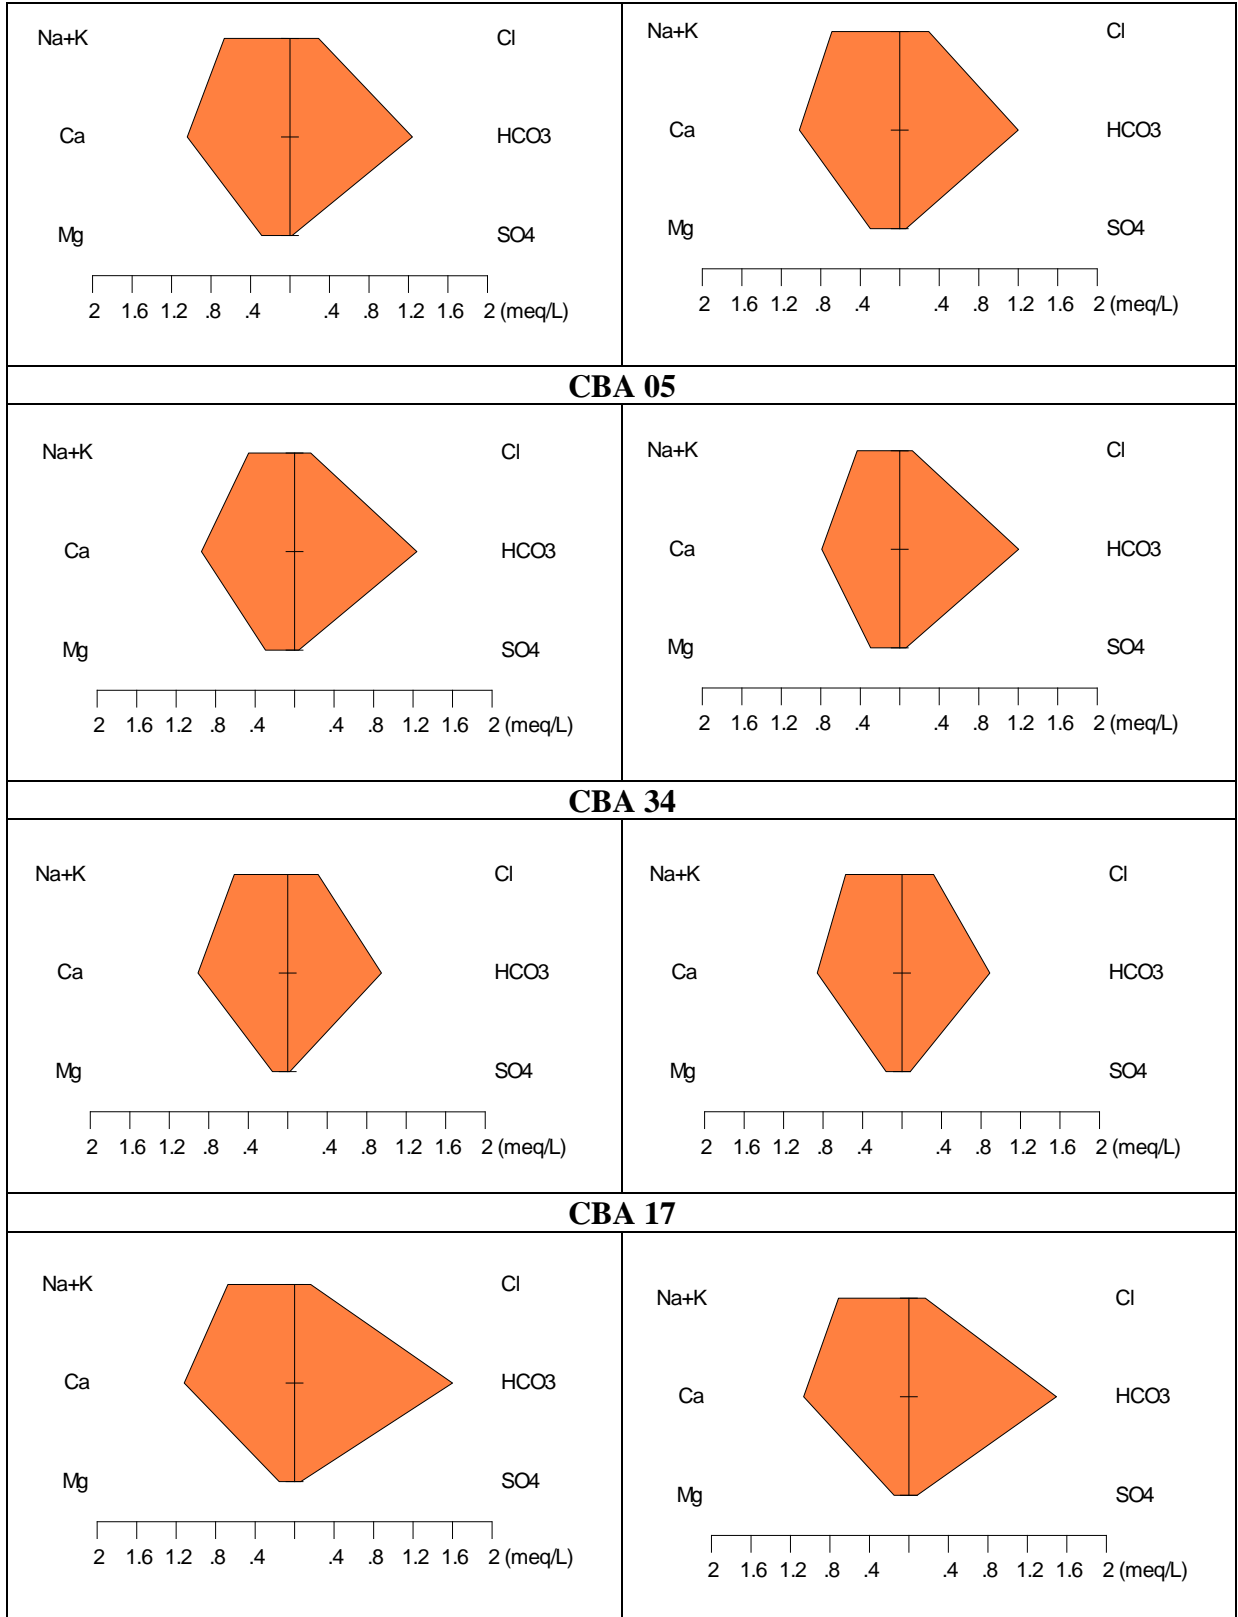 Na+K Cl Na+K Cl
Ca HCO3 Ca HCO3
Mg SO4 Mg SO4
2 1.6 1.2 .8 .4 .4 .8 1.2 1.6 2 (meq/L) 2 1.6 1.2 .8 .4 .4 .8 1.2 1.6 2 (meq/L)
CBA 05
Na+K Cl Na+K Cl
Ca HCO3 Ca HCO3
Mg SO4 Mg SO4
2 1.6 1.2 .8 .4 .4 .8 1.2 1.6 2 (meq/L) 2 1.6 1.2 .8 .4 .4 .8 1.2 1.6 2 (meq/L)
CBA 34
Na+K Cl Na+K Cl
Ca HCO3 Ca HCO3
Mg SO4 Mg SO4
2 1.6 1.2 .8 .4 .4 .8 1.2 1.6 2 (meq/L) 2 1.6 1.2 .8 .4 .4 .8 1.2 1.6 2 (meq/L)
CBA 17
Na+K Cl Na+K Cl
Ca HCO3 Ca HCO3
Mg SO4 Mg SO4
2 1.6 1.2 .8 .4 .4 .8 1.2 1.6 2 (meq/L) 2 1.6 1.2 .8 .4 .4 .8 1.2 1.6 2 (meq/L)